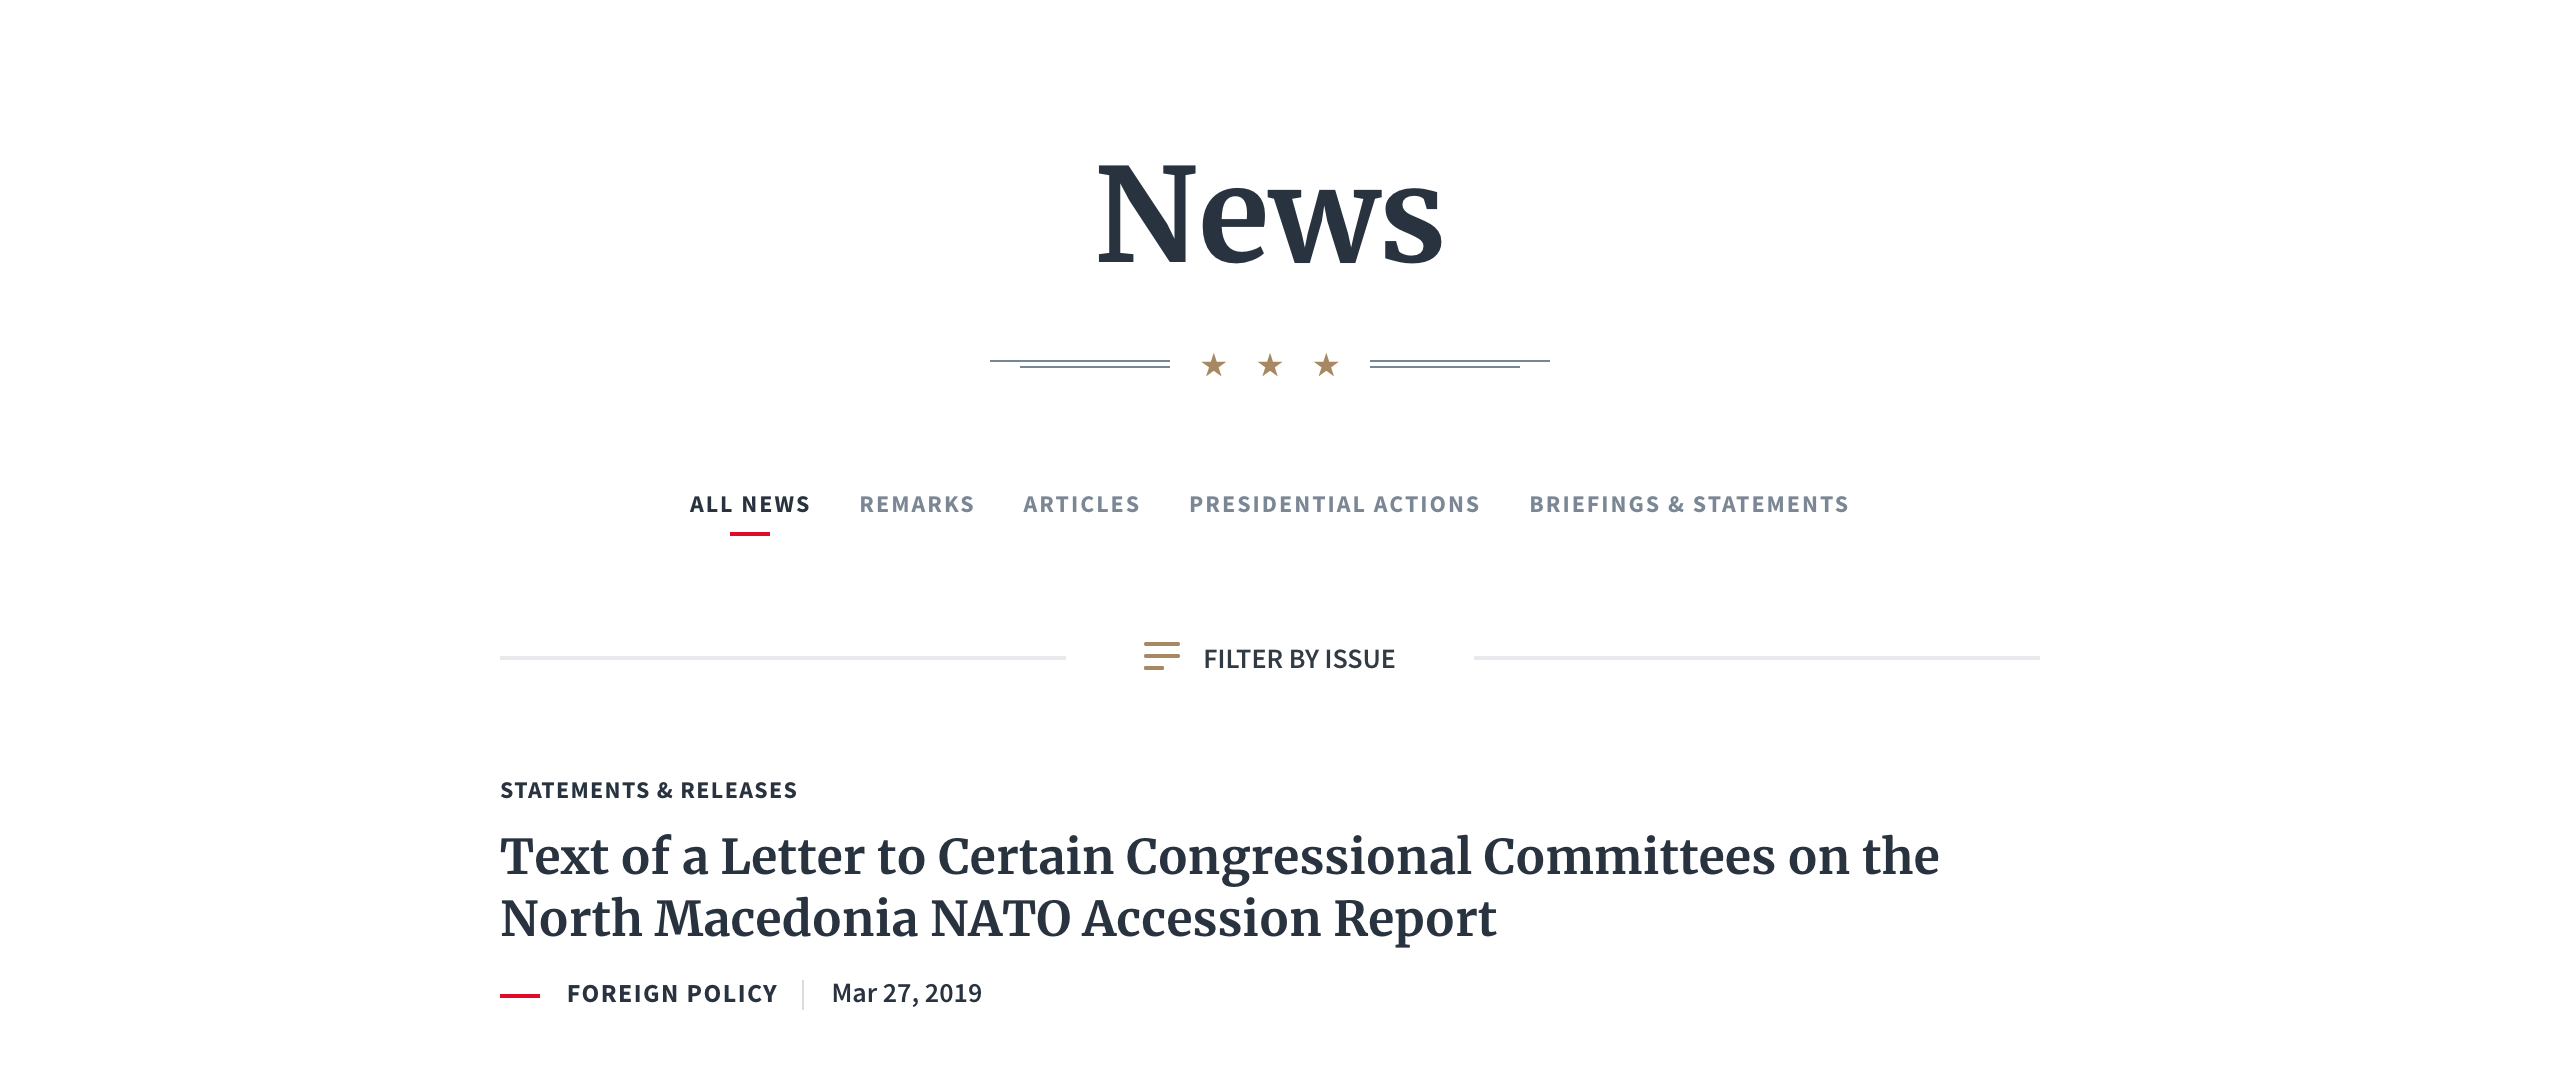 News
ALL NEWS REMARKS ARTICLES PRESIDENTIAL ACTIONS BRIEFINGS & STATEMENTS
FILTER BY ISSUE
STATEMENTS & RELEASES
Text of a Letter to Certain Congressional Committees on the
North Macedonia NATO Accession Report
FOREIGN POLICY Mar 27, 2019